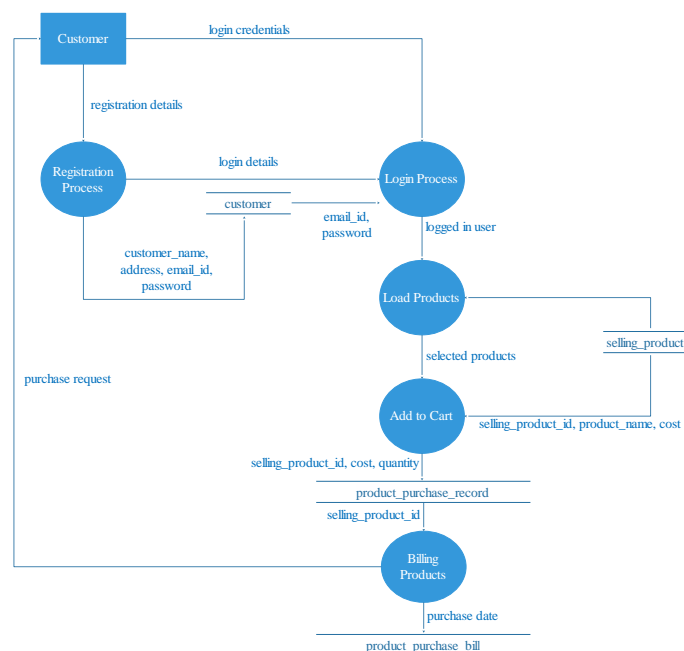 login credentials
Customer
registration details
Registration
Process
login details
Login Process
customer
email_id,
password
logged in user
customer_name,
address, email_id,
password
Load Products
selling_product
selected products
purchase request
Add to Cart
selling_product_id, product_name, cost
selling_product_id, cost, quantity
product_purchase_record
selling_product_id
Billing
Products
purchase date
product_purchase_bill